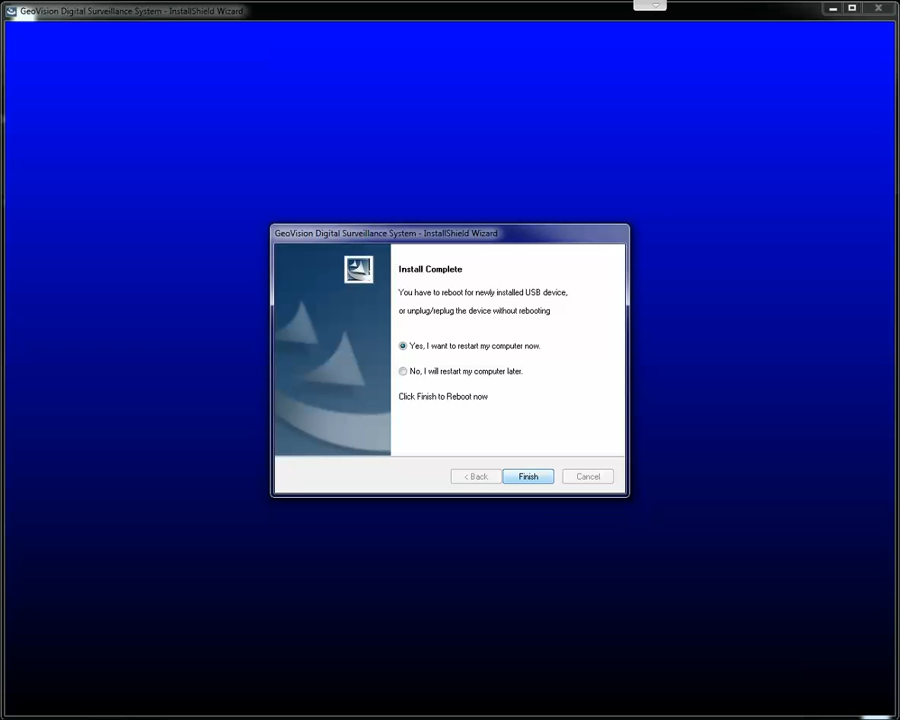 GeoVision Digital Surveillance System - InstallShield Wizard
GeoVision Digital Surveillance System - InstallShield Wizard
Install Complete
You have to reboot for newly installed USB device,
or unplug/replug the device without rebooting
Yes, I want to restart my computer now.
No, I will restart my computer later.
Click Finish to Reboot now
< Back
Finish
Cancel